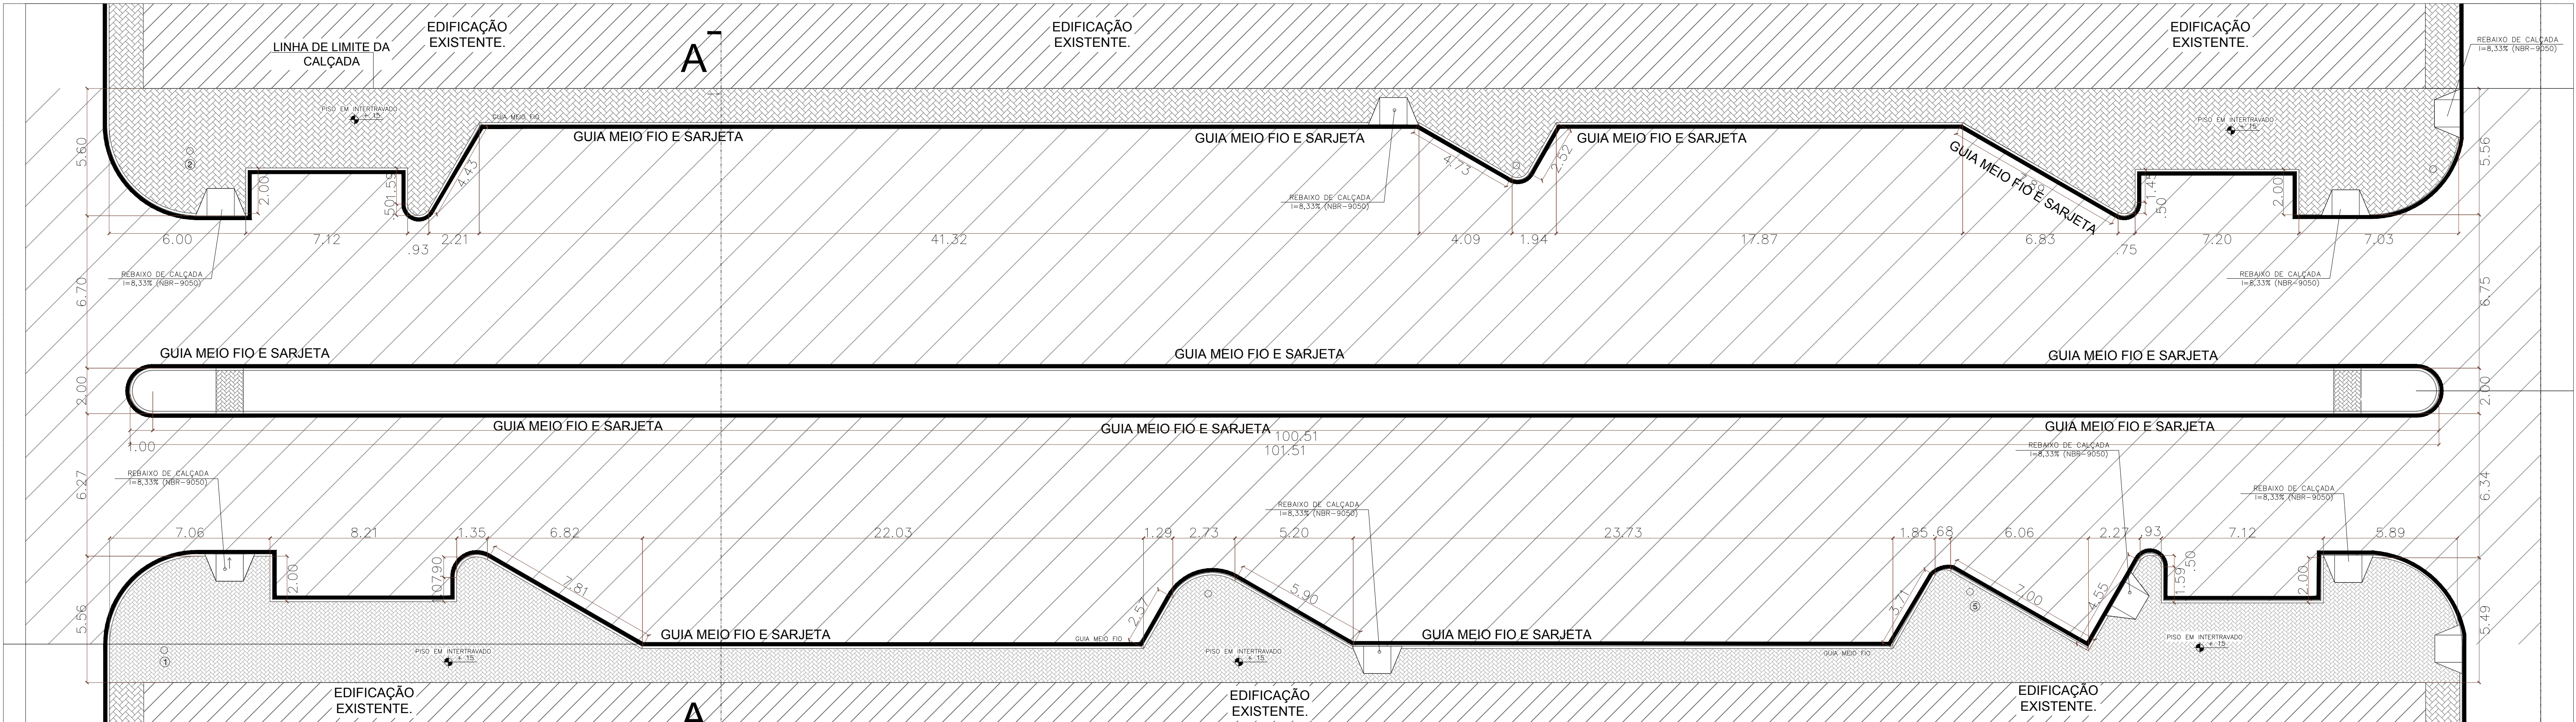 EDIFICAÇÃO
EXISTENTE.
EDIFICAÇÃO
EXISTENTE.
EDIFICAÇÃO
EXISTENTE.
REBAIXO DE CALÇADA
I=8,33% (NBR-9050)
LINHA DE LIMITE DA
CALÇADA
A
PISO EM INTERTRAVADO
+ 15
GUIA MEIO FIO
GUIA MEIO FIO E SARJETA
GUIA MEIO FIO E SARJETA
GUIA MEIO FIO E SARJETA
GUIA MEIO FIO E SARJETA
PISO EM INTERTRAVADO
+ 15
5.60
2
2.00
1.59
.50
4.43
4.73
2.52
1.45
.50
2.00
5.56
REBAIXO DE CALÇADA
I=8,33% (NBR-9050)
6.00
7.12
.93
2.21
41.32
4.09
1.94
17.87
6.83
.75
7.20
7.03
REBAIXO DE CALÇADA
I=8,33% (NBR-9050)
REBAIXO DE CALÇADA
I=8,33% (NBR-9050)
6.70
6.75
GUIA MEIO FIO E SARJETA
GUIA MEIO FIO E SARJETA
GUIA MEIO FIO E SARJETA
2.00
2.00
GUIA MEIO FIO E SARJETA
GUIA MEIO FIO E SARJETA
GUIA MEIO FIO E SARJETA
100.51
1.00
101.51
REBAIXO DE CALÇADA
I=8,33% (NBR-9050)
REBAIXO DE CALÇADA
I=8,33% (NBR-9050)
REBAIXO DE CALÇADA
I=8,33% (NBR-9050)
REBAIXO DE CALÇADA
I=8,33% (NBR-9050)
6.27
6.34
7.06
8.21
1.35
6.82
22.03
1.29
2.73
5.20
23.73
1.85
.68
6.06
2.27
.93
7.12
5.89
2.00
.90
7.81
2.57
5.90
3.71
7.00
4.55
.50
1.59
2.00
5.56
5.49
5
GUIA MEIO FIO E SARJETA
GUIA MEIO FIO
GUIA MEIO FIO E SARJETA
GUIA MEIO FIO
1
PISO EM INTERTRAVADO
+ 15
PISO EM INTERTRAVADO
+ 15
PISO EM INTERTRAVADO
+ 15
EDIFICAÇÃO
EXISTENTE.
A
EDIFICAÇÃO
EXISTENTE.
EDIFICAÇÃO
EXISTENTE.